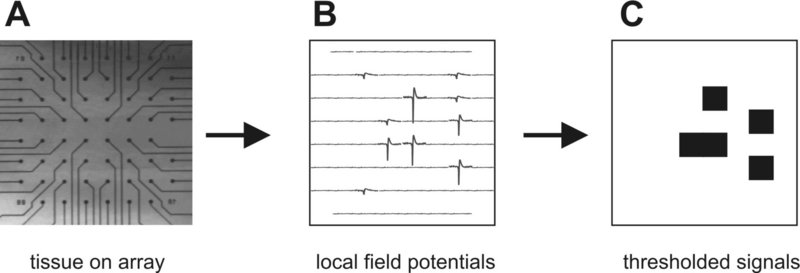 A
B
C
tissue on array
local field potentials
thresholded signals